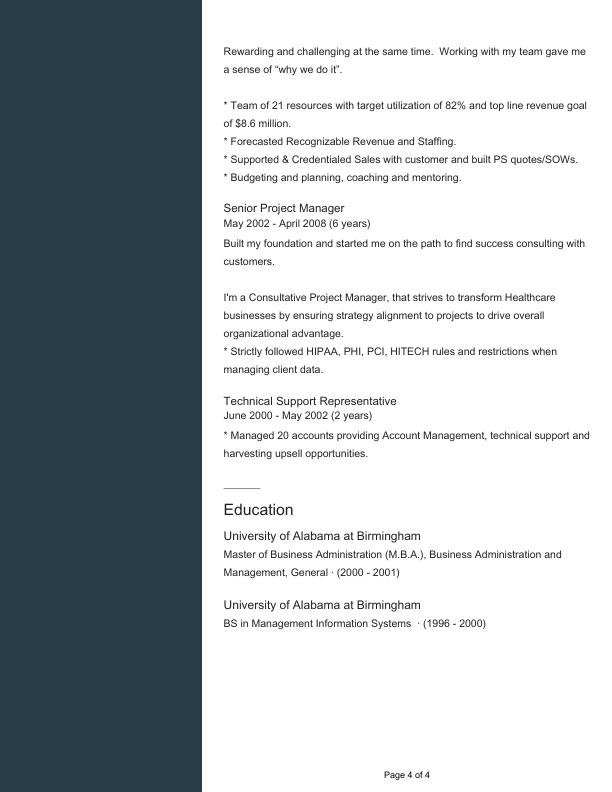 Rewarding and challenging at the same time.  Working with my team gave me
a sense of “why we do it”.
* Team of 21 resources with target utilization of 82% and top line revenue goal
of $8.6 million.
* Forecasted Recognizable Revenue and Staffing.
* Supported & Credentialed Sales with customer and built PS quotes/SOWs.
* Budgeting and planning, coaching and mentoring.
Senior Project Manager
May 2002 - April 2008 (6 years)
Built my foundation and started me on the path to find success consulting with
customers.
I'm a Consultative Project Manager, that strives to transform Healthcare
businesses by ensuring strategy alignment to projects to drive overall
organizational advantage.
* Strictly followed HIPAA, PHI, PCI, HITECH rules and restrictions when
managing client data.
Technical Support Representative
June 2000 - May 2002 (2 years)
* Managed 20 accounts providing Account Management, technical support and
harvesting upsell opportunities.
Education
University of Alabama at Birmingham
Master of Business Administration (M.B.A.), Business Administration and
Management, General · (2000 - 2001)
University of Alabama at Birmingham
BS in Management Information Systems  · (1996 - 2000)
Page 4 of 4